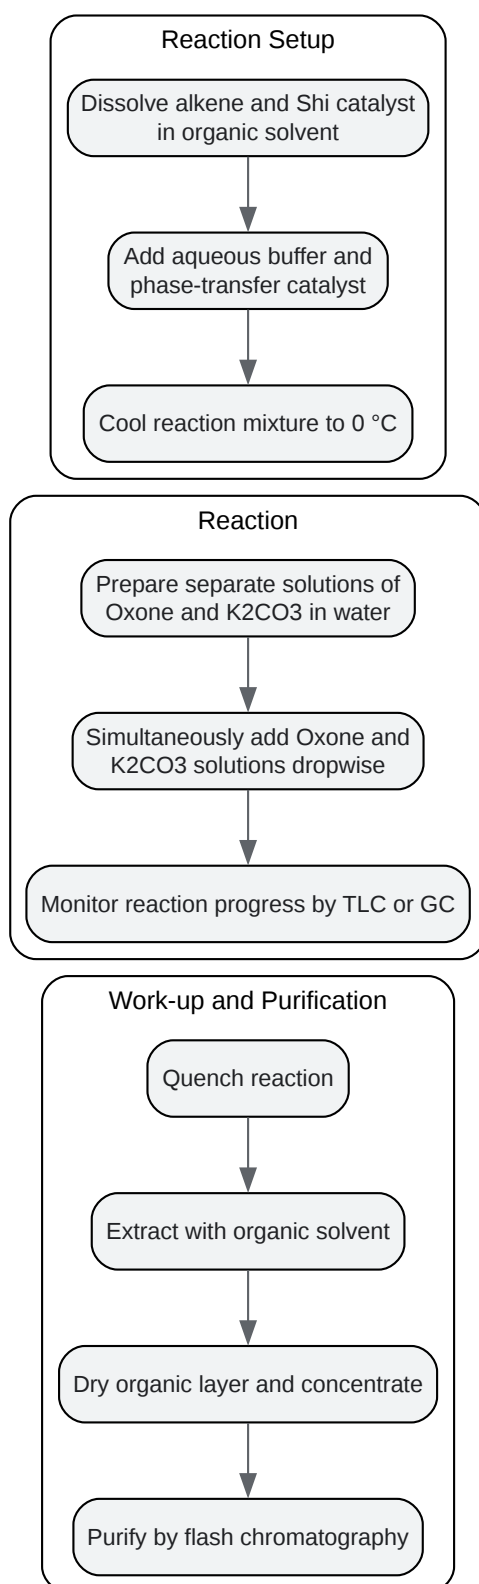 Reaction Setup
Dissolve alkene and Shi catalyst
in organic solvent
Add aqueous buffer and
phase-transfer catalyst
Cool reaction mixture to 0 °C
Reaction
Prepare separate solutions of
Oxone and K2CO3 in water
Simultaneously add Oxone and
K2CO3 solutions dropwise
Monitor reaction progress by TLC or GC
Work-up and Purification
Quench reaction
Extract with organic solvent
Dry organic layer and concentrate
Purify by flash chromatography